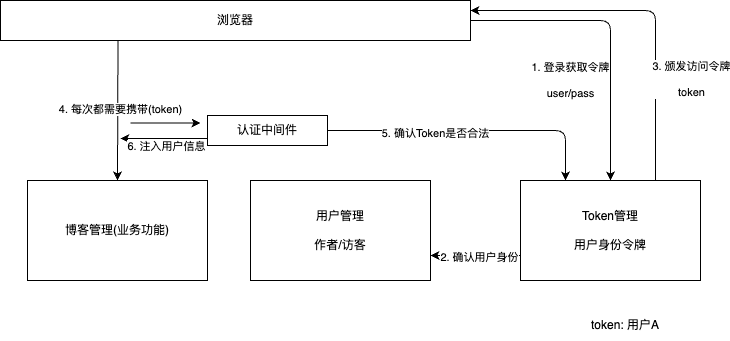 浏览器
1. 登录获取令牌
user/pass
3. 颁发访问令牌
token
4. 每次都需要携带(token)
认证中间件
5. 确认Token是否合法
6. 注入用户信息
博客管理(业务功能)
用户管理
作者/访客
Token管理
用户身份令牌
2. 确认用户身份
token: 用户A